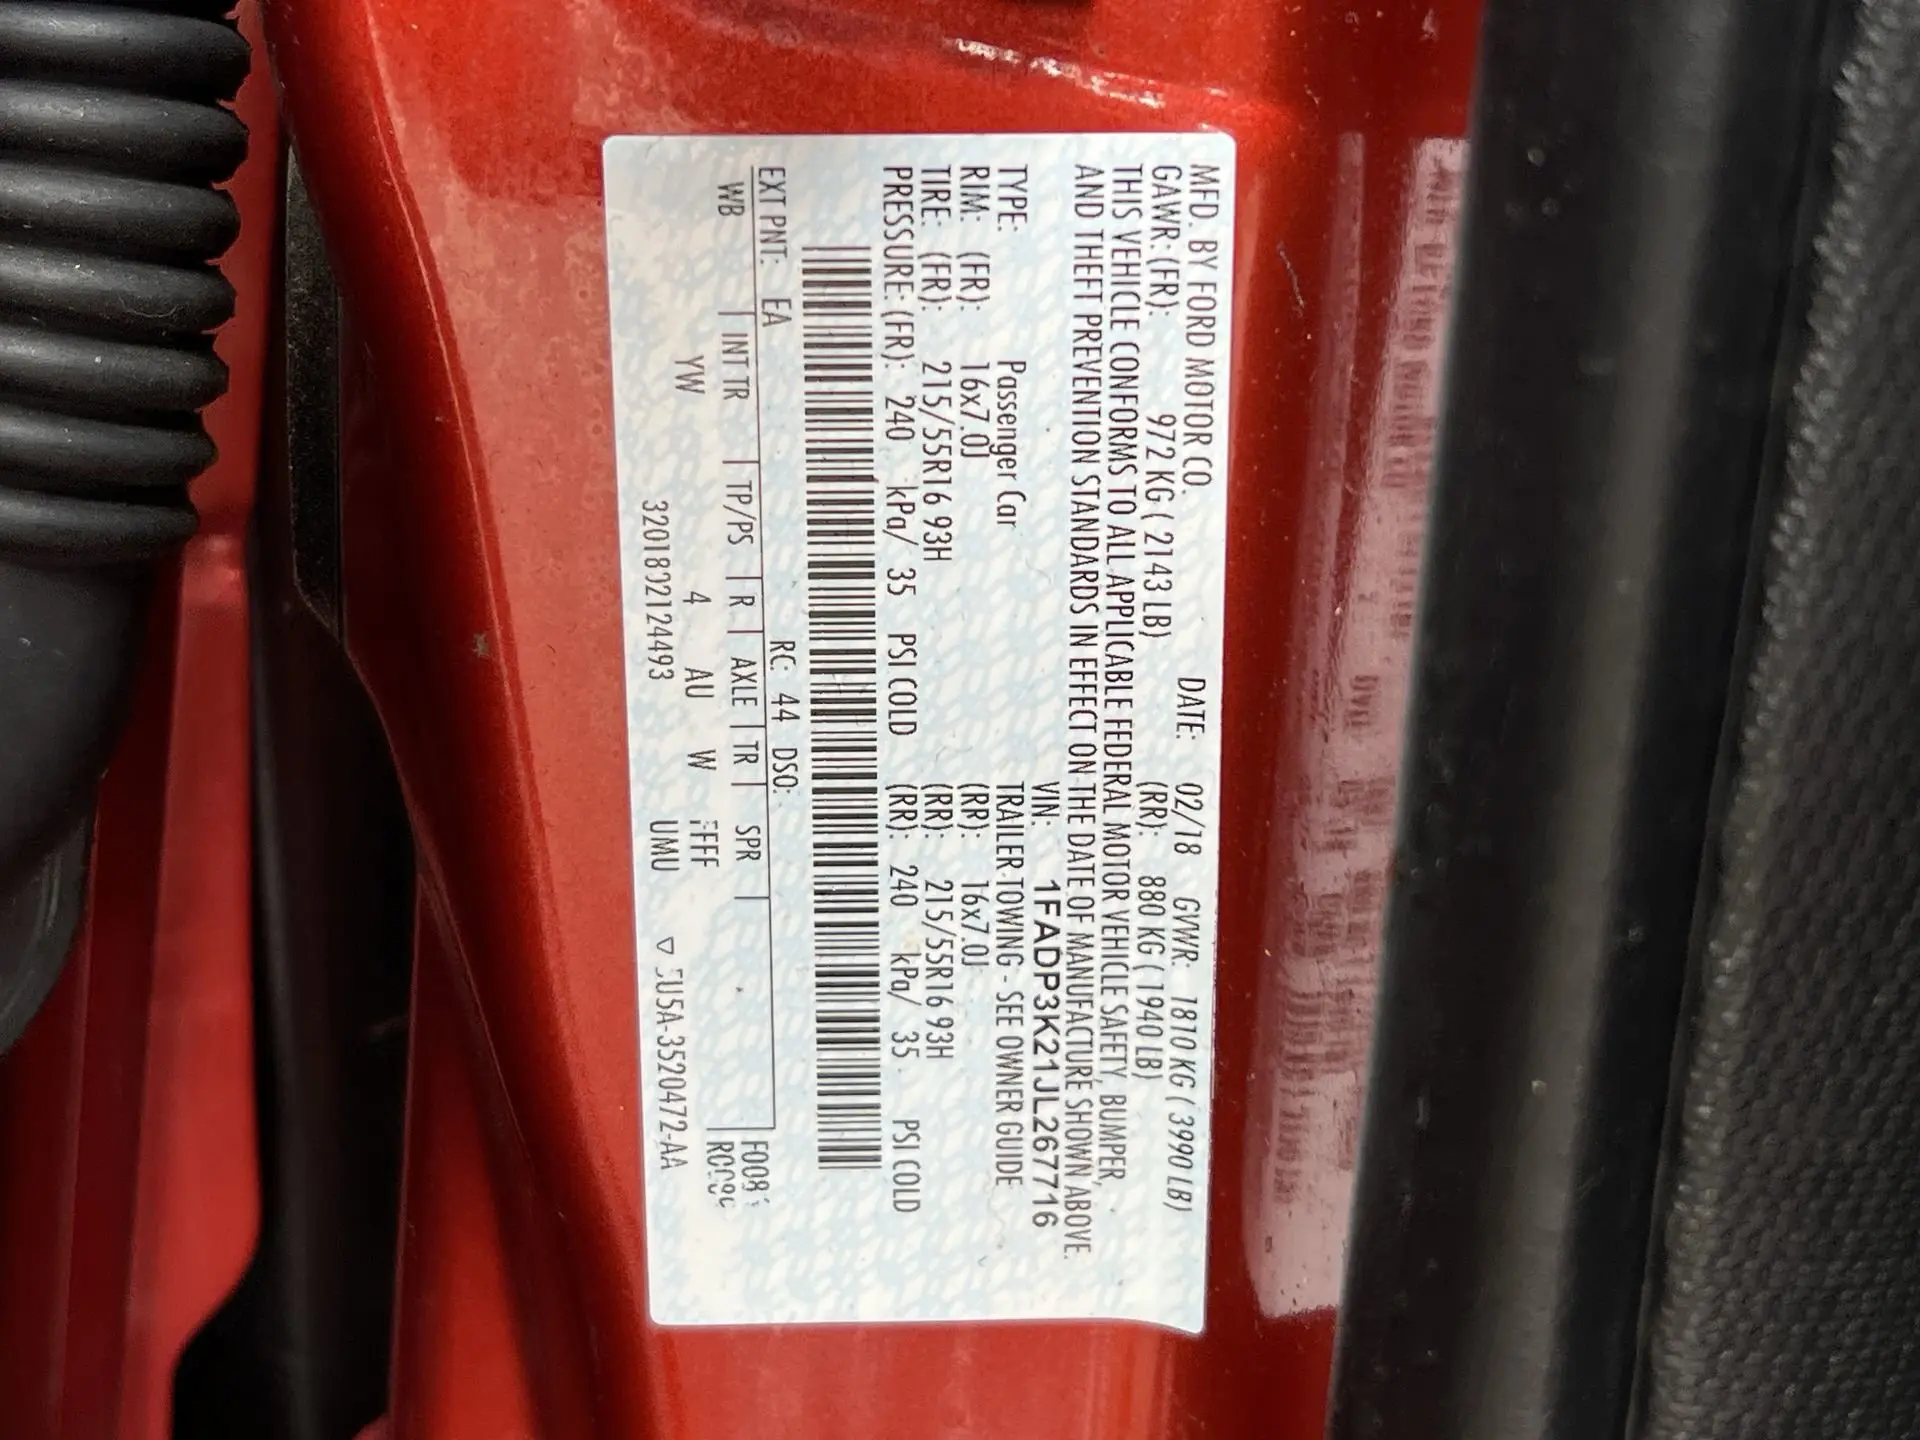 MFD. BY FORD MOTOR CO.
DATE: 02/18 GVWR: 1810 KG ( 3990 LB)
GAWR: (FR): 972 KG ( 2143 LB) (RR): 880 KG ( 1940 LB)
THIS VEHICLE CONFORMS TO ALL APPLICABLE FEDERAL MOTOR VEHICLE SAFETY, BUMPER,
AND THEFT PREVENTION STANDARDS IN EFFECT ON THE DATE OF MANUFACTURE SHOWN ABOVE.
VIN: 1FADP3K21JL267716
TYPE: Passenger Car TRAILER TOWING - SEE OWNER GUIDE
RIM: (FR): 16x7.0J (RR): 16x7.0J
TIRE: (FR): 215/55R16 93H (RR): 215/55R16 93H
PRESSURE: (FR): 240 kPa/ 35 PSI COLD (RR): 240 kPa/ 35 PSI COLD
EXT PNT: EA RC: 44 DSO:
WB INT TR TP/PS R AXLE TR SPR
YW 4 AU W
320189212449​3 UMU ▽